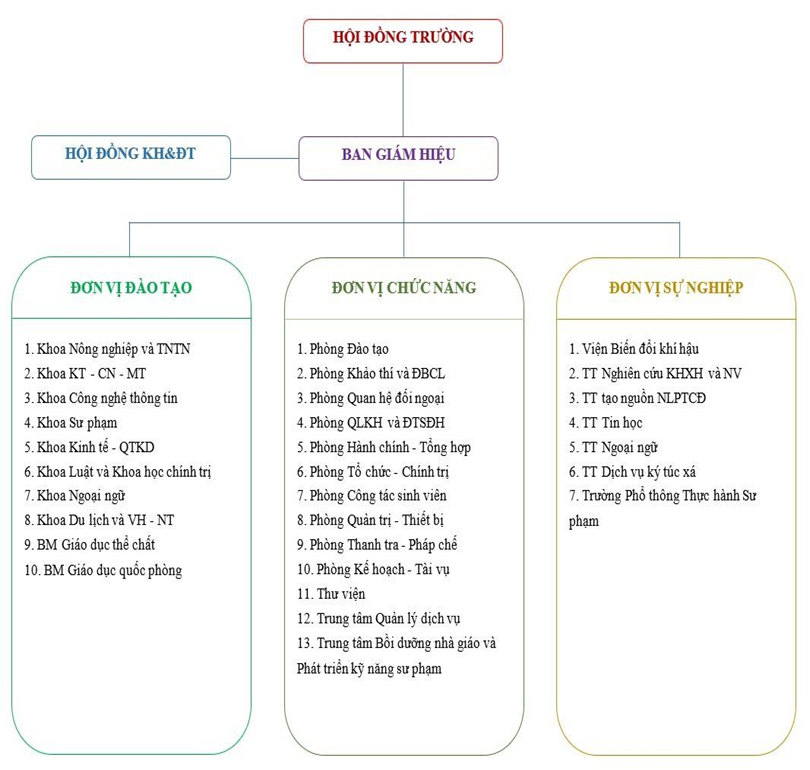 HỘI ĐỒNG TRƯỜNG
HỘI ĐỒNG KH&ĐT
BAN GIÁM HIỆU
ĐƠN VỊ ĐÀO TẠO
1. Khoa Nông nghiệp và TNTN
2. Khoa KT - CN - MT
3. Khoa Công nghệ thông tin
4. Khoa Sư phạm
5. Khoa Kinh tế - QTKD
6. Khoa Luật và Khoa học chính trị
7. Khoa Ngoại ngữ
8. Khoa Du lịch và VH - NT
9. BM Giáo dục thể chất
10. BM Giáo dục quốc phòng
ĐƠN VỊ CHỨC NĂNG
1. Phòng Đào tạo
2. Phòng Khảo thí và ĐBCL
3. Phòng Quan hệ đối ngoại
4. Phòng QLKH và ĐTSĐH
5. Phòng Hành chính - Tổng hợp
6. Phòng Tổ chức - Chính trị
7. Phòng Công tác sinh viên
8. Phòng Quản trị - Thiết bị
9. Phòng Thanh tra - Pháp chế
10. Phòng Kế hoạch - Tài vụ
11. Thư viện
12. Trung tâm Quản lý dịch vụ
13. Trung tâm Bồi dưỡng nhà giáo và
Phát triển kỹ năng sư phạm
ĐƠN VỊ SỰ NGHIỆP
1. Viện Biến đổi khí hậu
2. TT Nghiên cứu KHXH và NV
3. TT tạo nguồn NLPTCĐ
4. TT Tin học
5. TT Ngoại ngữ
6. TT Dịch vụ ký túc xá
7. Trường Phổ thông Thực hành Sư
phạm